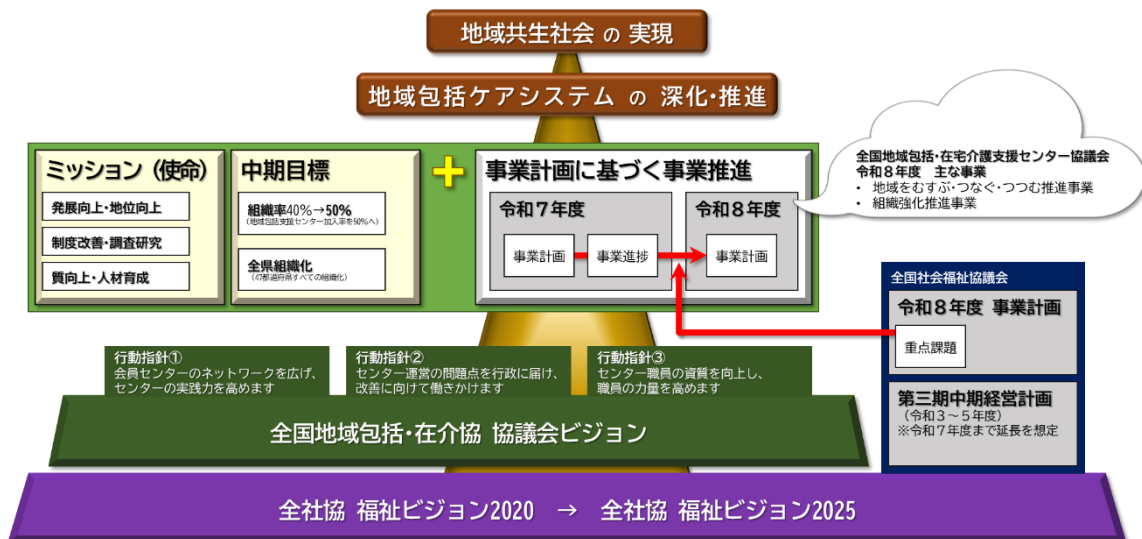 地域共生社会 の 実現
地域包括ケアシステム の 深化・推進
ミッション（使命）
発展向上・地位向上
制度改善・調査研究
質向上・人材育成
中期目標
組織率40%→50%
（地域包括支援センター加入率を50%へ）
全県組織化
（47都道府県すべての組織化）
+
事業計画に基づく事業推進
令和７年度
事業計画
事業進捗
令和８年度
事業計画
全国地域包括・在宅介護支援センター協議会
令和８年度　主な事業
・ 地域をむすぶ・つなぐ・つつむ推進事業
・ 組織強化推進事業
全国社会福祉協議会
令和８年度 事業計画
重点課題
第三期中期経営計画
（令和３～５年度）
※令和７年度まで延長を想定
行動指針①
会員センターのネットワークを広げ、
センターの実践力を高めます
行動指針②
センター運営の問題点を行政に届け、
改善に向けて働きかけます
行動指針③
センター職員の資質を向上し、
職員の力量を高めます
全国地域包括・在介協 協議会ビジョン
全社協 福祉ビジョン2020　→　全社協 福祉ビジョン2025